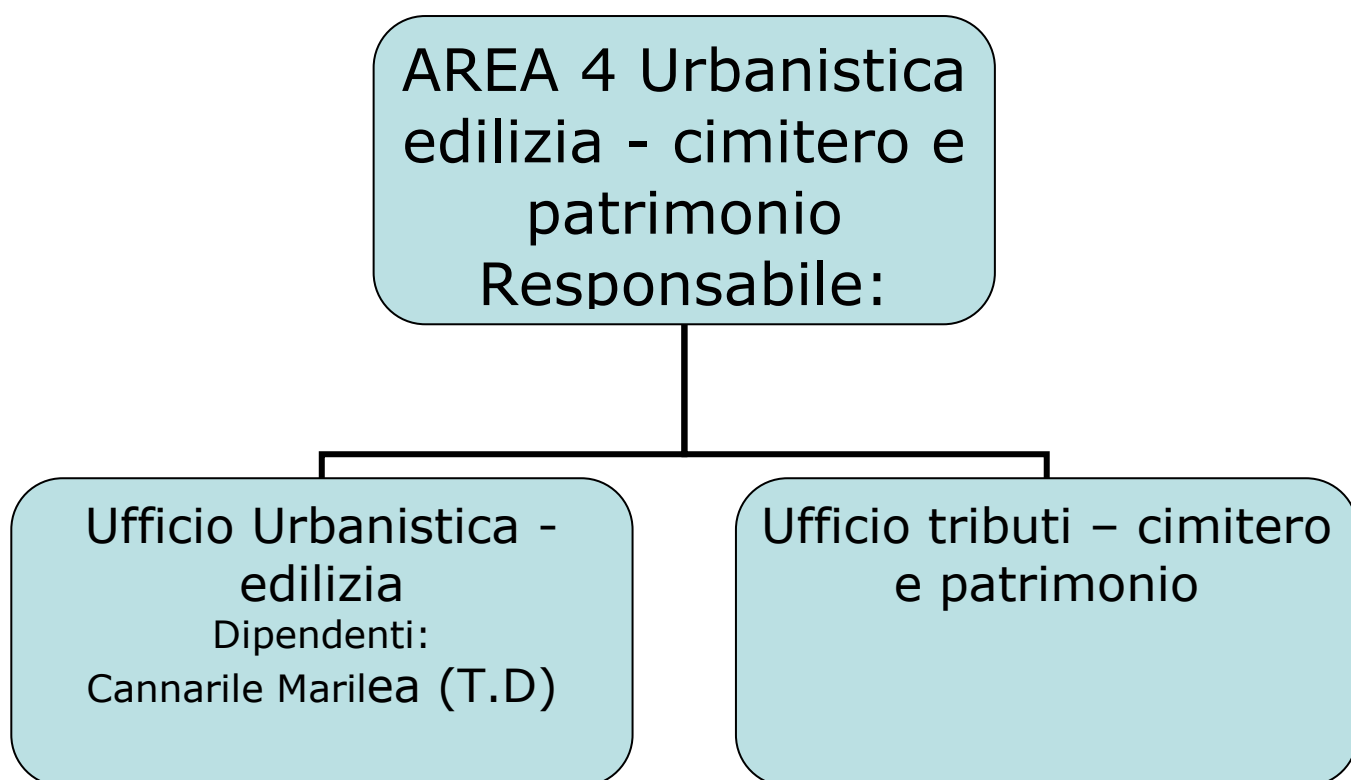 AREA 4 Urbanistica
edilizia - cimitero e
patrimonio
Responsabile:
Ufficio Urbanistica -
edilizia
Dipendenti:
Cannarile Marilea (T.D)
Ufficio tributi – cimitero
e patrimonio